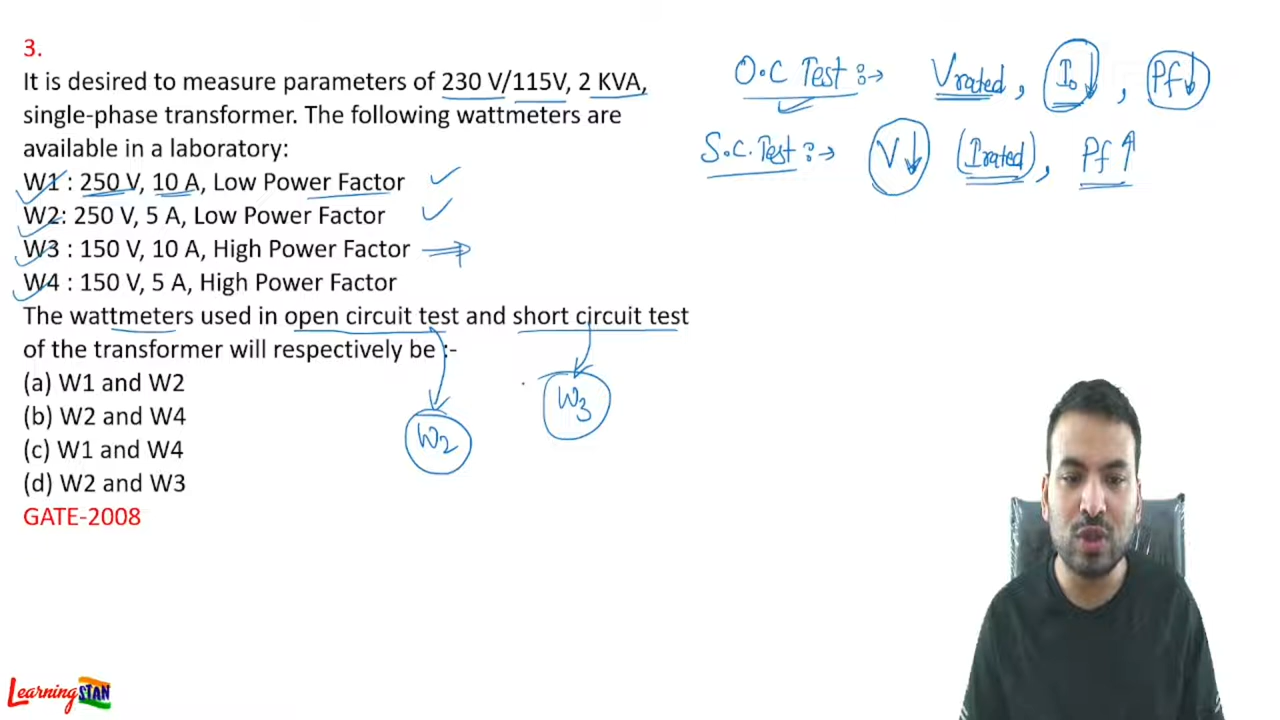 3.
It is desired to measure parameters of 230 V/115V, 2 KVA,
single-phase transformer. The following wattmeters are
available in a laboratory:
W1 : 250 V, 10 A, Low Power Factor
W2: 250 V, 5 A, Low Power Factor
W3 : 150 V, 10 A, High Power Factor
W4 : 150 V, 5 A, High Power Factor
The wattmeters used in open circuit test and short circuit test
of the transformer will respectively be :-
(a) W1 and W2
(b) W2 and W4
(c) W1 and W4
(d) W2 and W3
GATE-2008
W2
W3
O.C Test :→ Vrated, I₀↓, Pf↓
S.C. Test :→ V↓ (Irated), Pf↑
Learning STAN